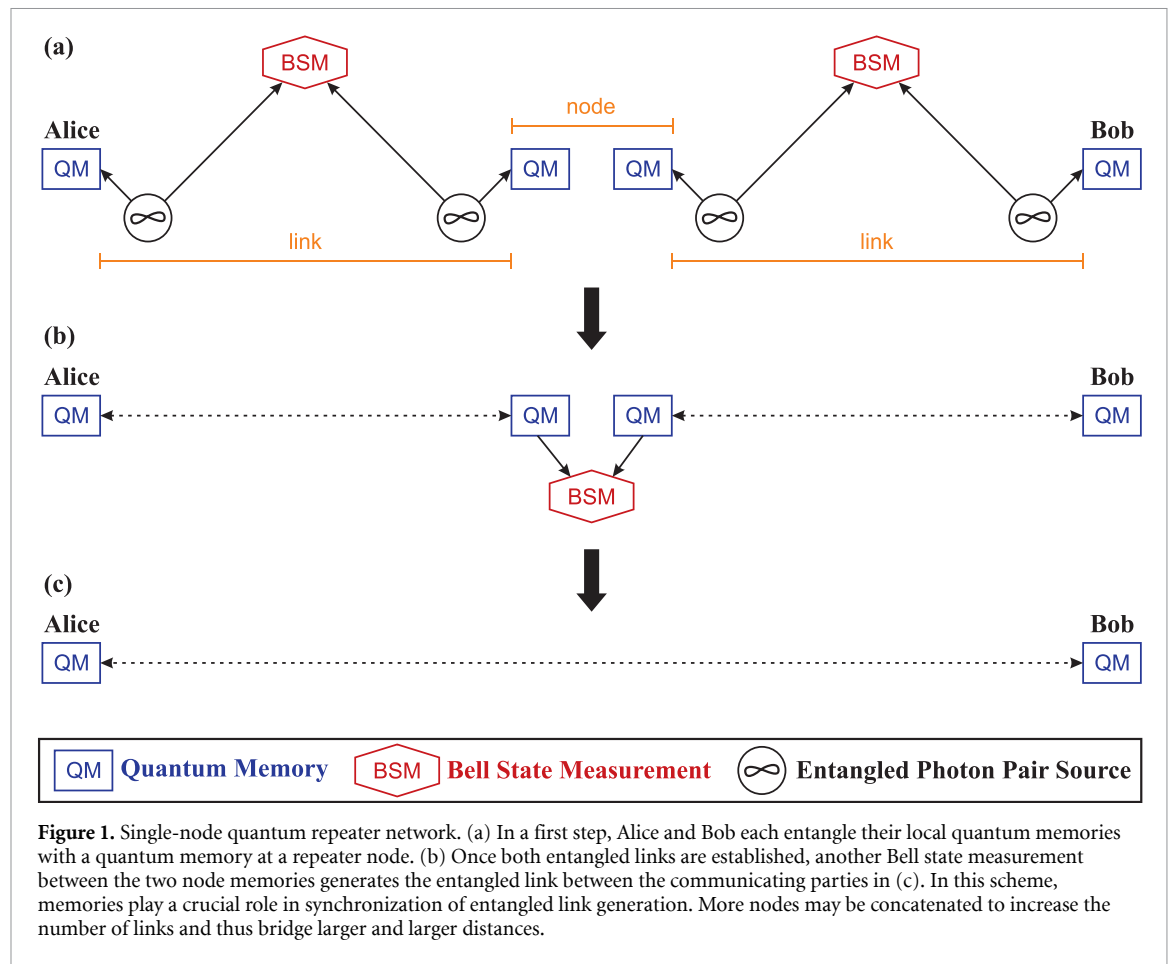 (a)
BSM
BSM
node
Alice
Bob
QM
QM
QM
QM
link
link
(b)
Alice
Bob
QM
QM
QM
QM
BSM
(c)
Alice
Bob
QM
QM
QM Quantum Memory BSM Bell State Measurement Entangled Photon Pair Source
Figure 1. Single-node quantum repeater network. (a) In a first step, Alice and Bob each entangle their local quantum memories
with a quantum memory at a repeater node. (b) Once both entangled links are established, another Bell state measurement
between the two node memories generates the entangled link between the communicating parties in (c). In this scheme,
memories play a crucial role in synchronization of entangled link generation. More nodes may be concatenated to increase the
number of links and thus bridge larger and larger distances.